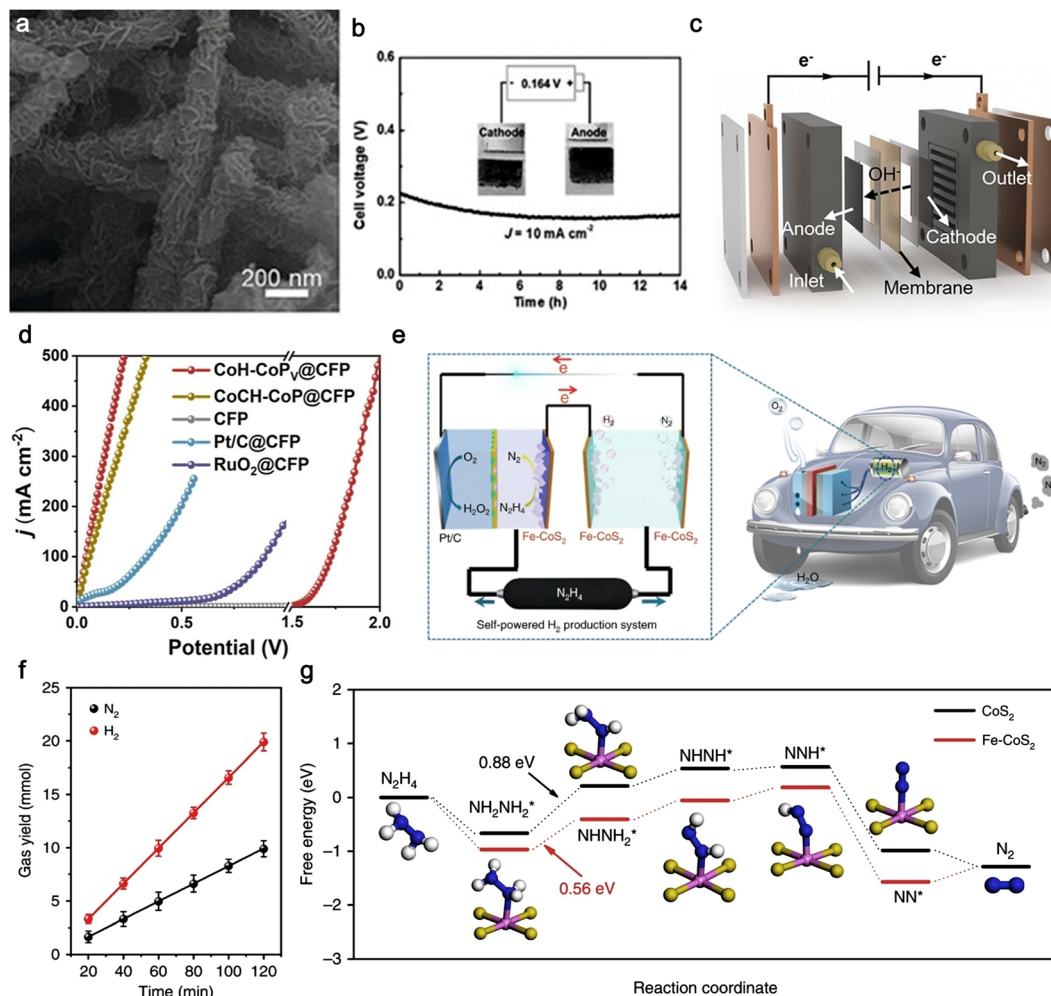 a
200 nm
b
Cell voltage (V)
0.6
0.4
0.2
0.0
- 0.164 V +
Cathode
Anode
J = 10 mA cm⁻²
0 2 4 6 8 10 12 14
Time (h)
c
e⁻
e⁻
OH⁻
Outlet
Anode
Cathode
Inlet
Membrane
d
j (mA cm⁻²)
500
400
300
200
100
0
CoH-CoPV@CFP
CoCH-CoP@CFP
CFP
Pt/C@CFP
RuO₂@CFP
0.0 0.5 1.5 2.0
Potential (V)
e
e
e
H₂
N₂
O₂
N₂
H₂O₂
N₂H₄
Pt/C
Fe-CoS₂
Fe-CoS₂
Fe-CoS₂
N₂H₄
Self-powered H₂ production system
O₂
H₂
N₂
H₂O
f
Gas yield (mmol)
25
20
15
10
5
0
N₂
H₂
20 40 60 80 100 120
Time (min)
g
Free energy (eV)
2
1
0
–1
–2
–3
CoS₂
Fe-CoS₂
N₂H₄
NH₂NH₂*
0.88 eV
0.56 eV
NHNH₂*
NHNH*
NNH*
NN*
N₂
Reaction coordinate